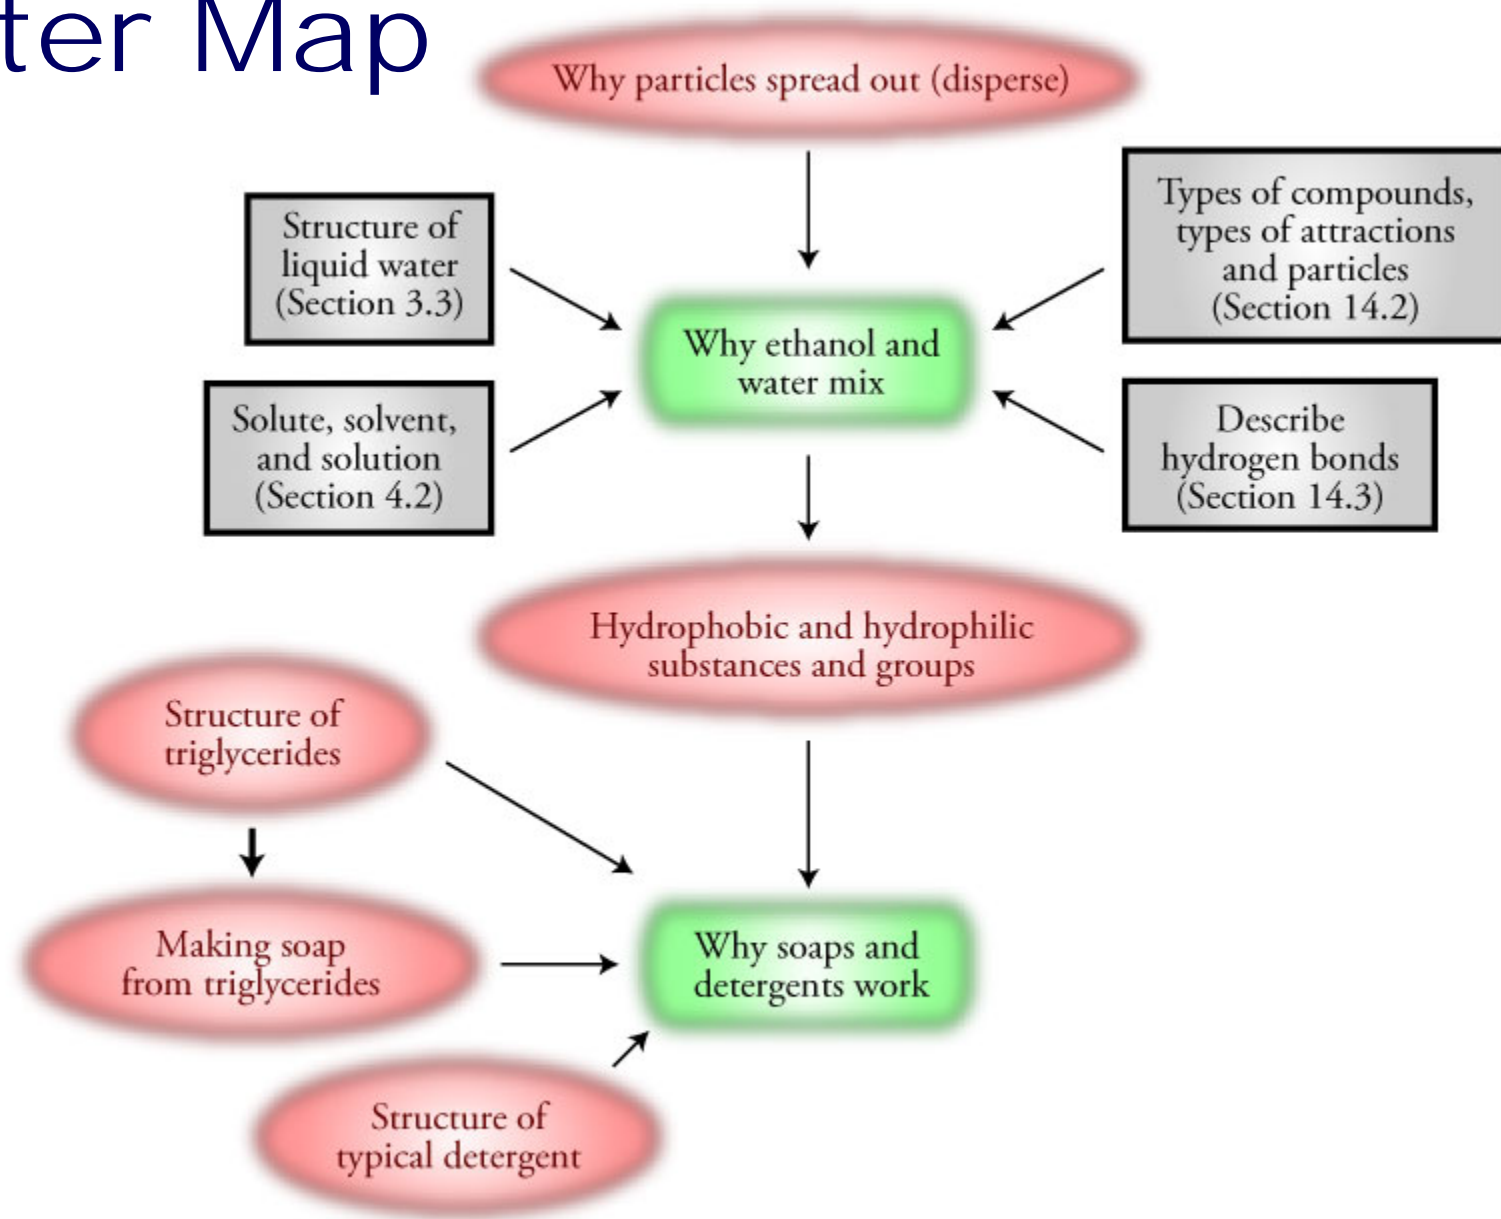 ter Map
Why particles spread out (disperse)
Structure of
liquid water
(Section 3.3)
Types of compounds,
types of attractions
and particles
(Section 14.2)
Why ethanol and
water mix
Solute, solvent,
and solution
(Section 4.2)
Describe
hydrogen bonds
(Section 14.3)
Hydrophobic and hydrophilic
substances and groups
Structure of
triglycerides
Making soap
from triglycerides
Why soaps and
detergents work
Structure of
typical detergent